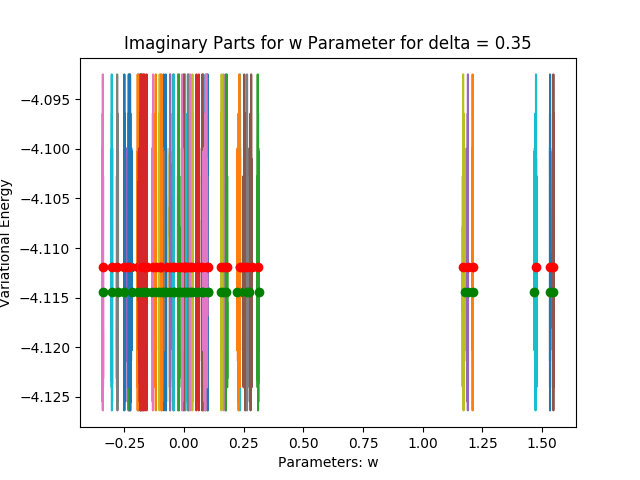 Imaginary Parts for w Parameter for delta = 0.35
Variational Energy
−4.095
−4.100
−4.105
−4.110
−4.115
−4.120
−4.125
−0.25 0.00 0.25 0.50 0.75 1.00 1.25 1.50
Parameters: w